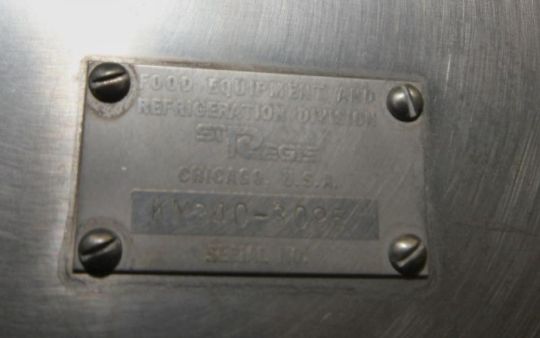 FOOD EQUIPMENT AND
REFRIGERATION DIVISION
ST REGIS
CHICAGO, U.S.A.
SERIAL NO.